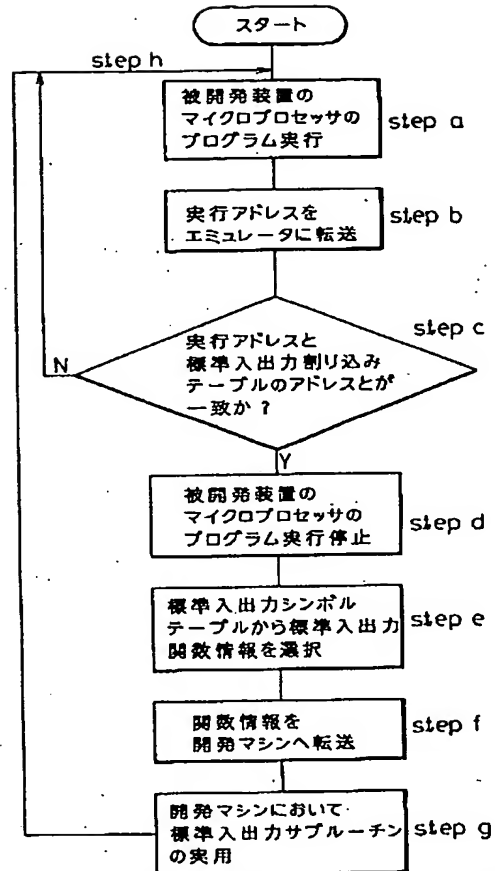 スタート
step h
被開発装置の
マイクロプロセッサの
プログラム実行
step a
実行アドレスを
エミュレータに転送
step b
step c
実行アドレスと
標準入出力割り込み
テーブルのアドレスとが
一致か?
N
Y
被開発装置の
マイクロプロセッサの
プログラム実行停止
step d
標準入出力シンボル
テーブルから標準入出力
関数情報を選択
step e
関数情報を
開発マシンへ転送
step f
開発マシンにおいて
標準入出力サブルーチン
の実用
step g